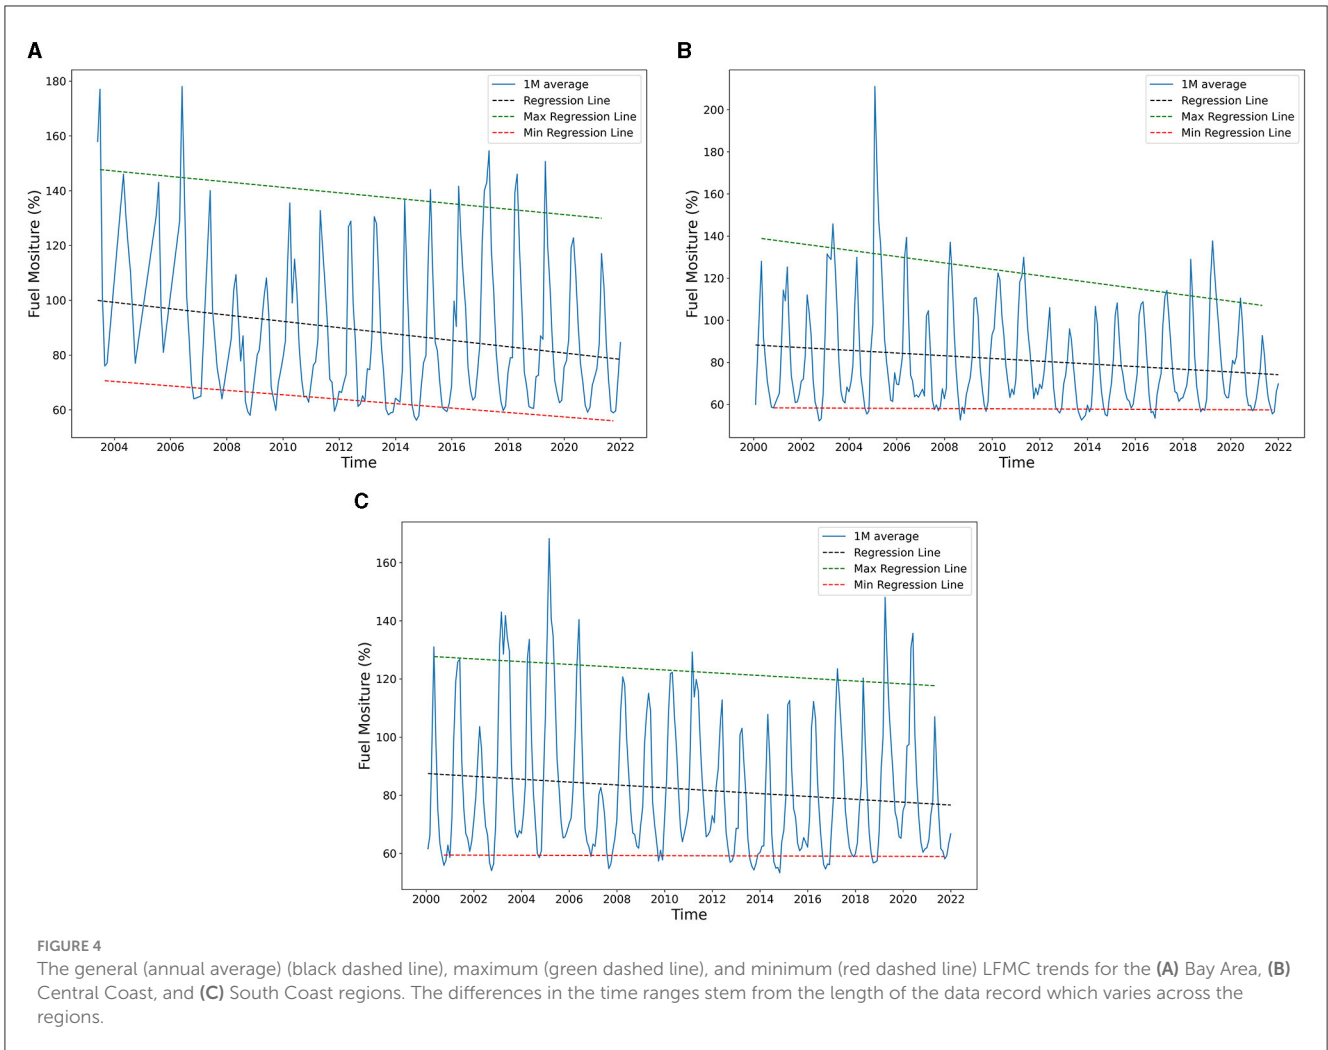 A
180
160
140
120
100
80
60
Fuel Mositure (%)
1M average
Regression Line
Max Regression Line
Min Regression Line
2004 2006 2008 2010 2012 2014 2016 2018 2020 2022
Time
B
200
180
160
140
120
100
80
60
Fuel Mositure (%)
1M average
Regression Line
Max Regression Line
Min Regression Line
2000 2002 2004 2006 2008 2010 2012 2014 2016 2018 2020 2022
Time
C
160
140
120
100
80
60
Fuel Mositure (%)
1M average
Regression Line
Max Regression Line
Min Regression Line
2000 2002 2004 2006 2008 2010 2012 2014 2016 2018 2020 2022
Time
FIGURE 4
The general (annual average) (black dashed line), maximum (green dashed line), and minimum (red dashed line) LFMC trends for the (A) Bay Area, (B)
Central Coast, and (C) South Coast regions. The differences in the time ranges stem from the length of the data record which varies across the
regions.